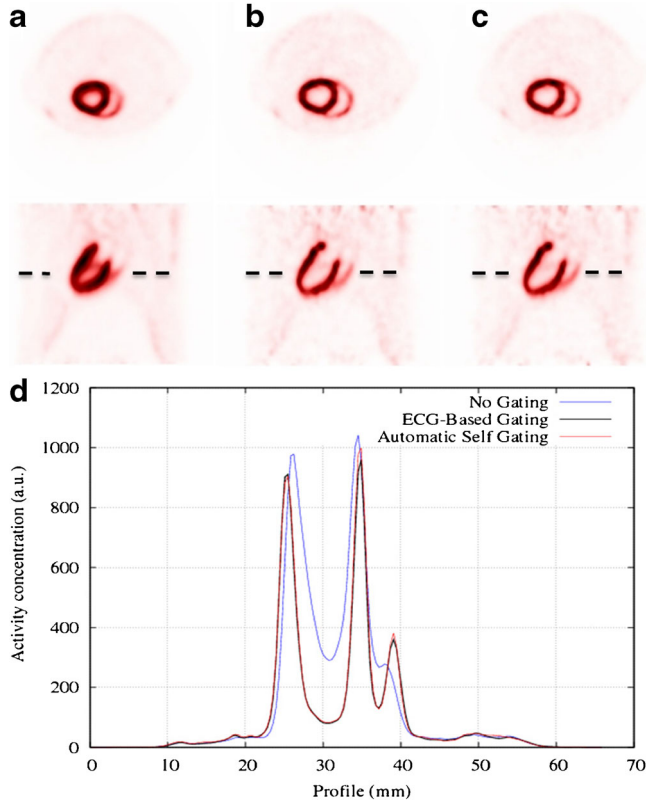 a
b
c
d
1200
1000
800
600
400
200
0
No Gating
ECG-Based Gating
Automatic Self Gating
Activity concentration (a.u.)
0 10 20 30 40 50 60 70
Profile (mm)